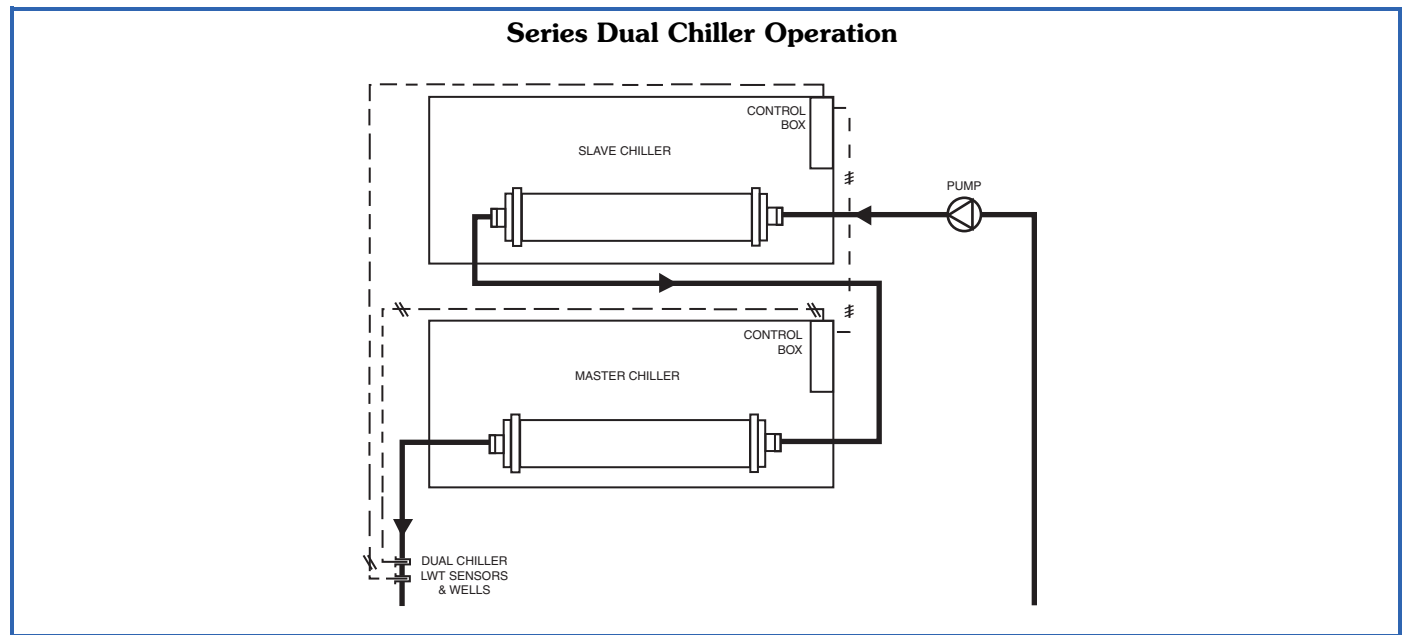 Series Dual Chiller Operation
CONTROL
BOX
SLAVE CHILLER
PUMP
CONTROL
BOX
MASTER CHILLER
DUAL CHILLER
LWT SENSORS
& WELLS